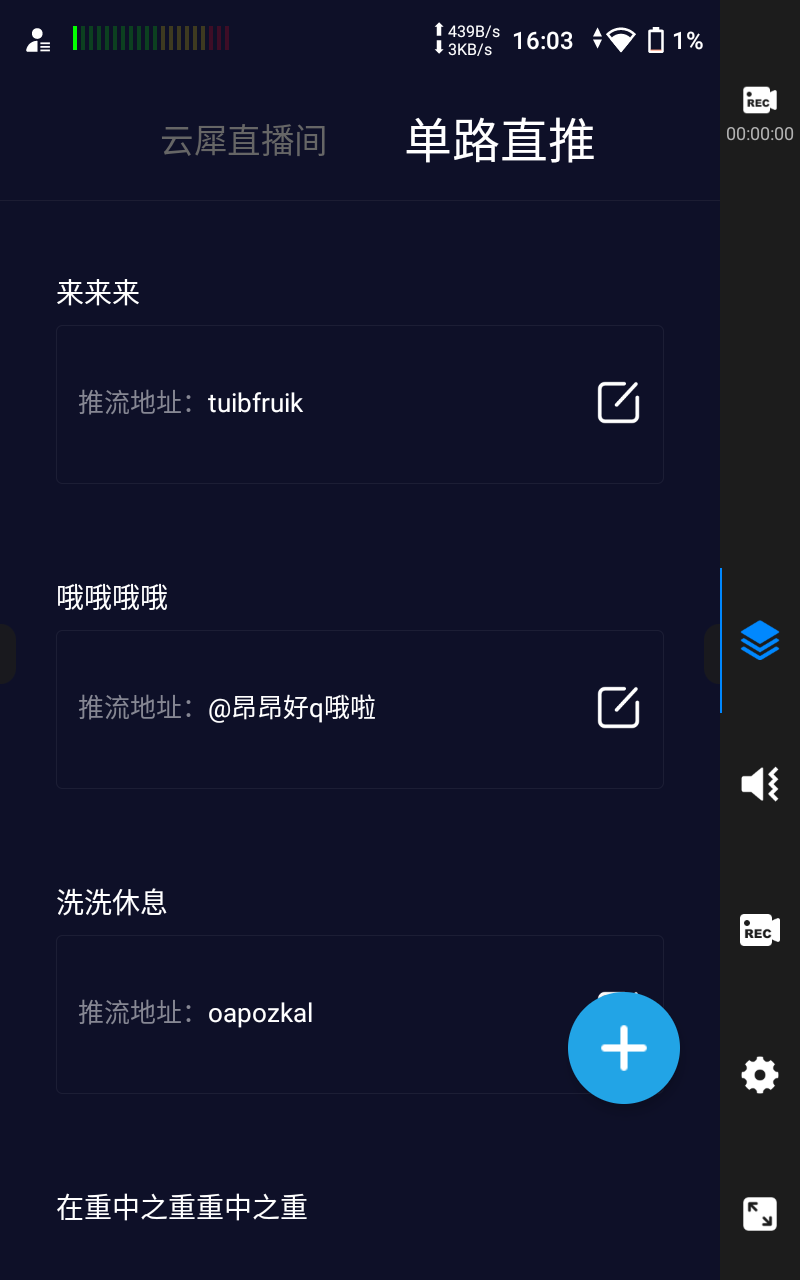 439B/s
3KB/s
16:03
1%
REC
00:00:00
云犀直播间
单路直推
来来来
推流地址：tuibfruik
哦哦哦哦
推流地址：@昂昂好q哦啦
洗洗休息
推流地址：oapozkal
REC
在重中之重重中之重